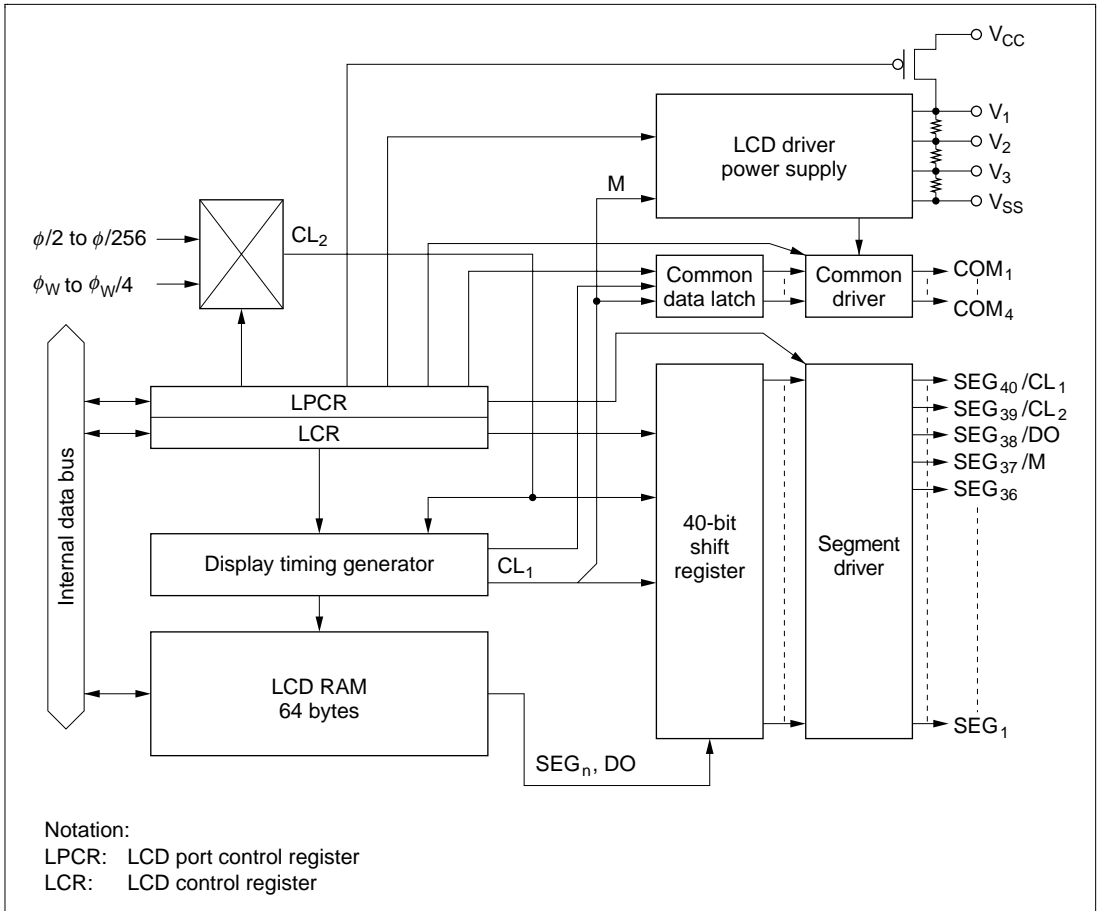 V_CC
V_1
LCD driver
power supply
V_2
V_3
M
V_SS
CL_2
ϕ/2 to ϕ/256
ϕ_W to ϕ_W/4
Common
data latch
Common
driver
COM_1
COM_4
Internal data bus
LPCR
LCR
SEG_40/CL_1
SEG_39/CL_2
SEG_38/DO
SEG_37/M
SEG_36
40-bit
shift
register
Segment
driver
Display timing generator
CL_1
LCD RAM
64 bytes
SEG_1
SEG_n, DO
Notation:
LPCR: LCD port control register
LCR: LCD control register